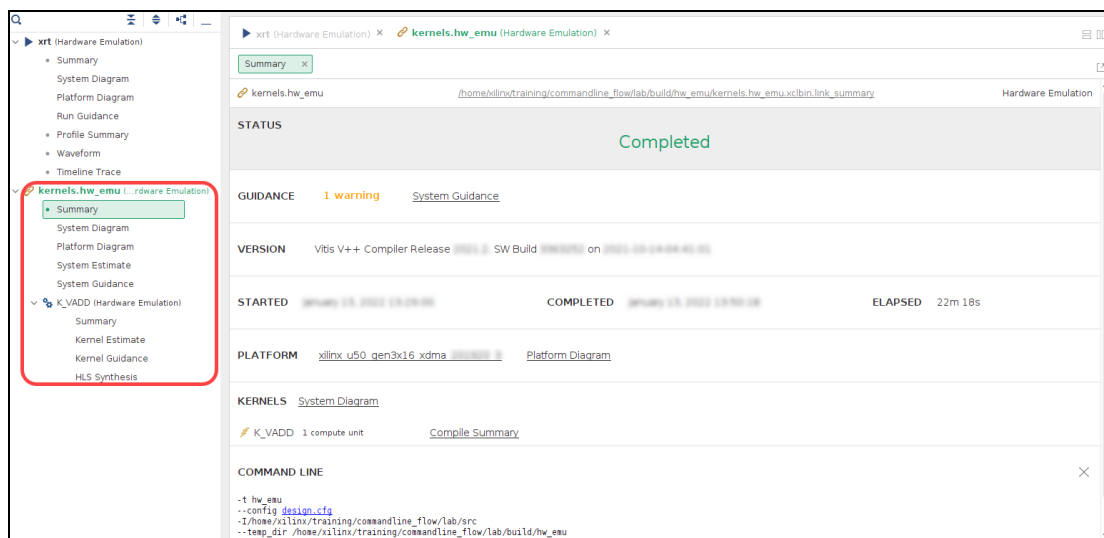 xrt (Hardware Emulation)
Summary
System Diagram
Platform Diagram
Run Guidance
Profile Summary
Waveform
Timeline Trace
kernels.hw_emu (...rdware Emulation)
Summary
System Diagram
Platform Diagram
System Estimate
System Guidance
K_VADD (Hardware Emulation)
Summary
Kernel Estimate
Kernel Guidance
HLS Synthesis
xrt (Hardware Emulation) × kernels.hw_emu (Hardware Emulation) ×
Summary ×
kernels.hw_emu /home/xilinx/training/commandline_flow/lab/build/hw_emu/kernels.hw_emu.xclbin.link_summary Hardware Emulation
STATUS
Completed
GUIDANCE 1 warning System Guidance
VERSION Vitis V++ Compiler Release SW Build on
STARTED COMPLETED ELAPSED 22m 18s
PLATFORM xilinx_u50_gen3x16_xdma Platform Diagram
KERNELS System Diagram
K_VADD 1 compute unit Compile Summary
COMMAND LINE
-t hw_emu
--config design.cfg
-I/home/xilinx/training/commandline_flow/lab/src
--temp_dir /home/xilinx/training/commandline_flow/lab/build/hw_emu